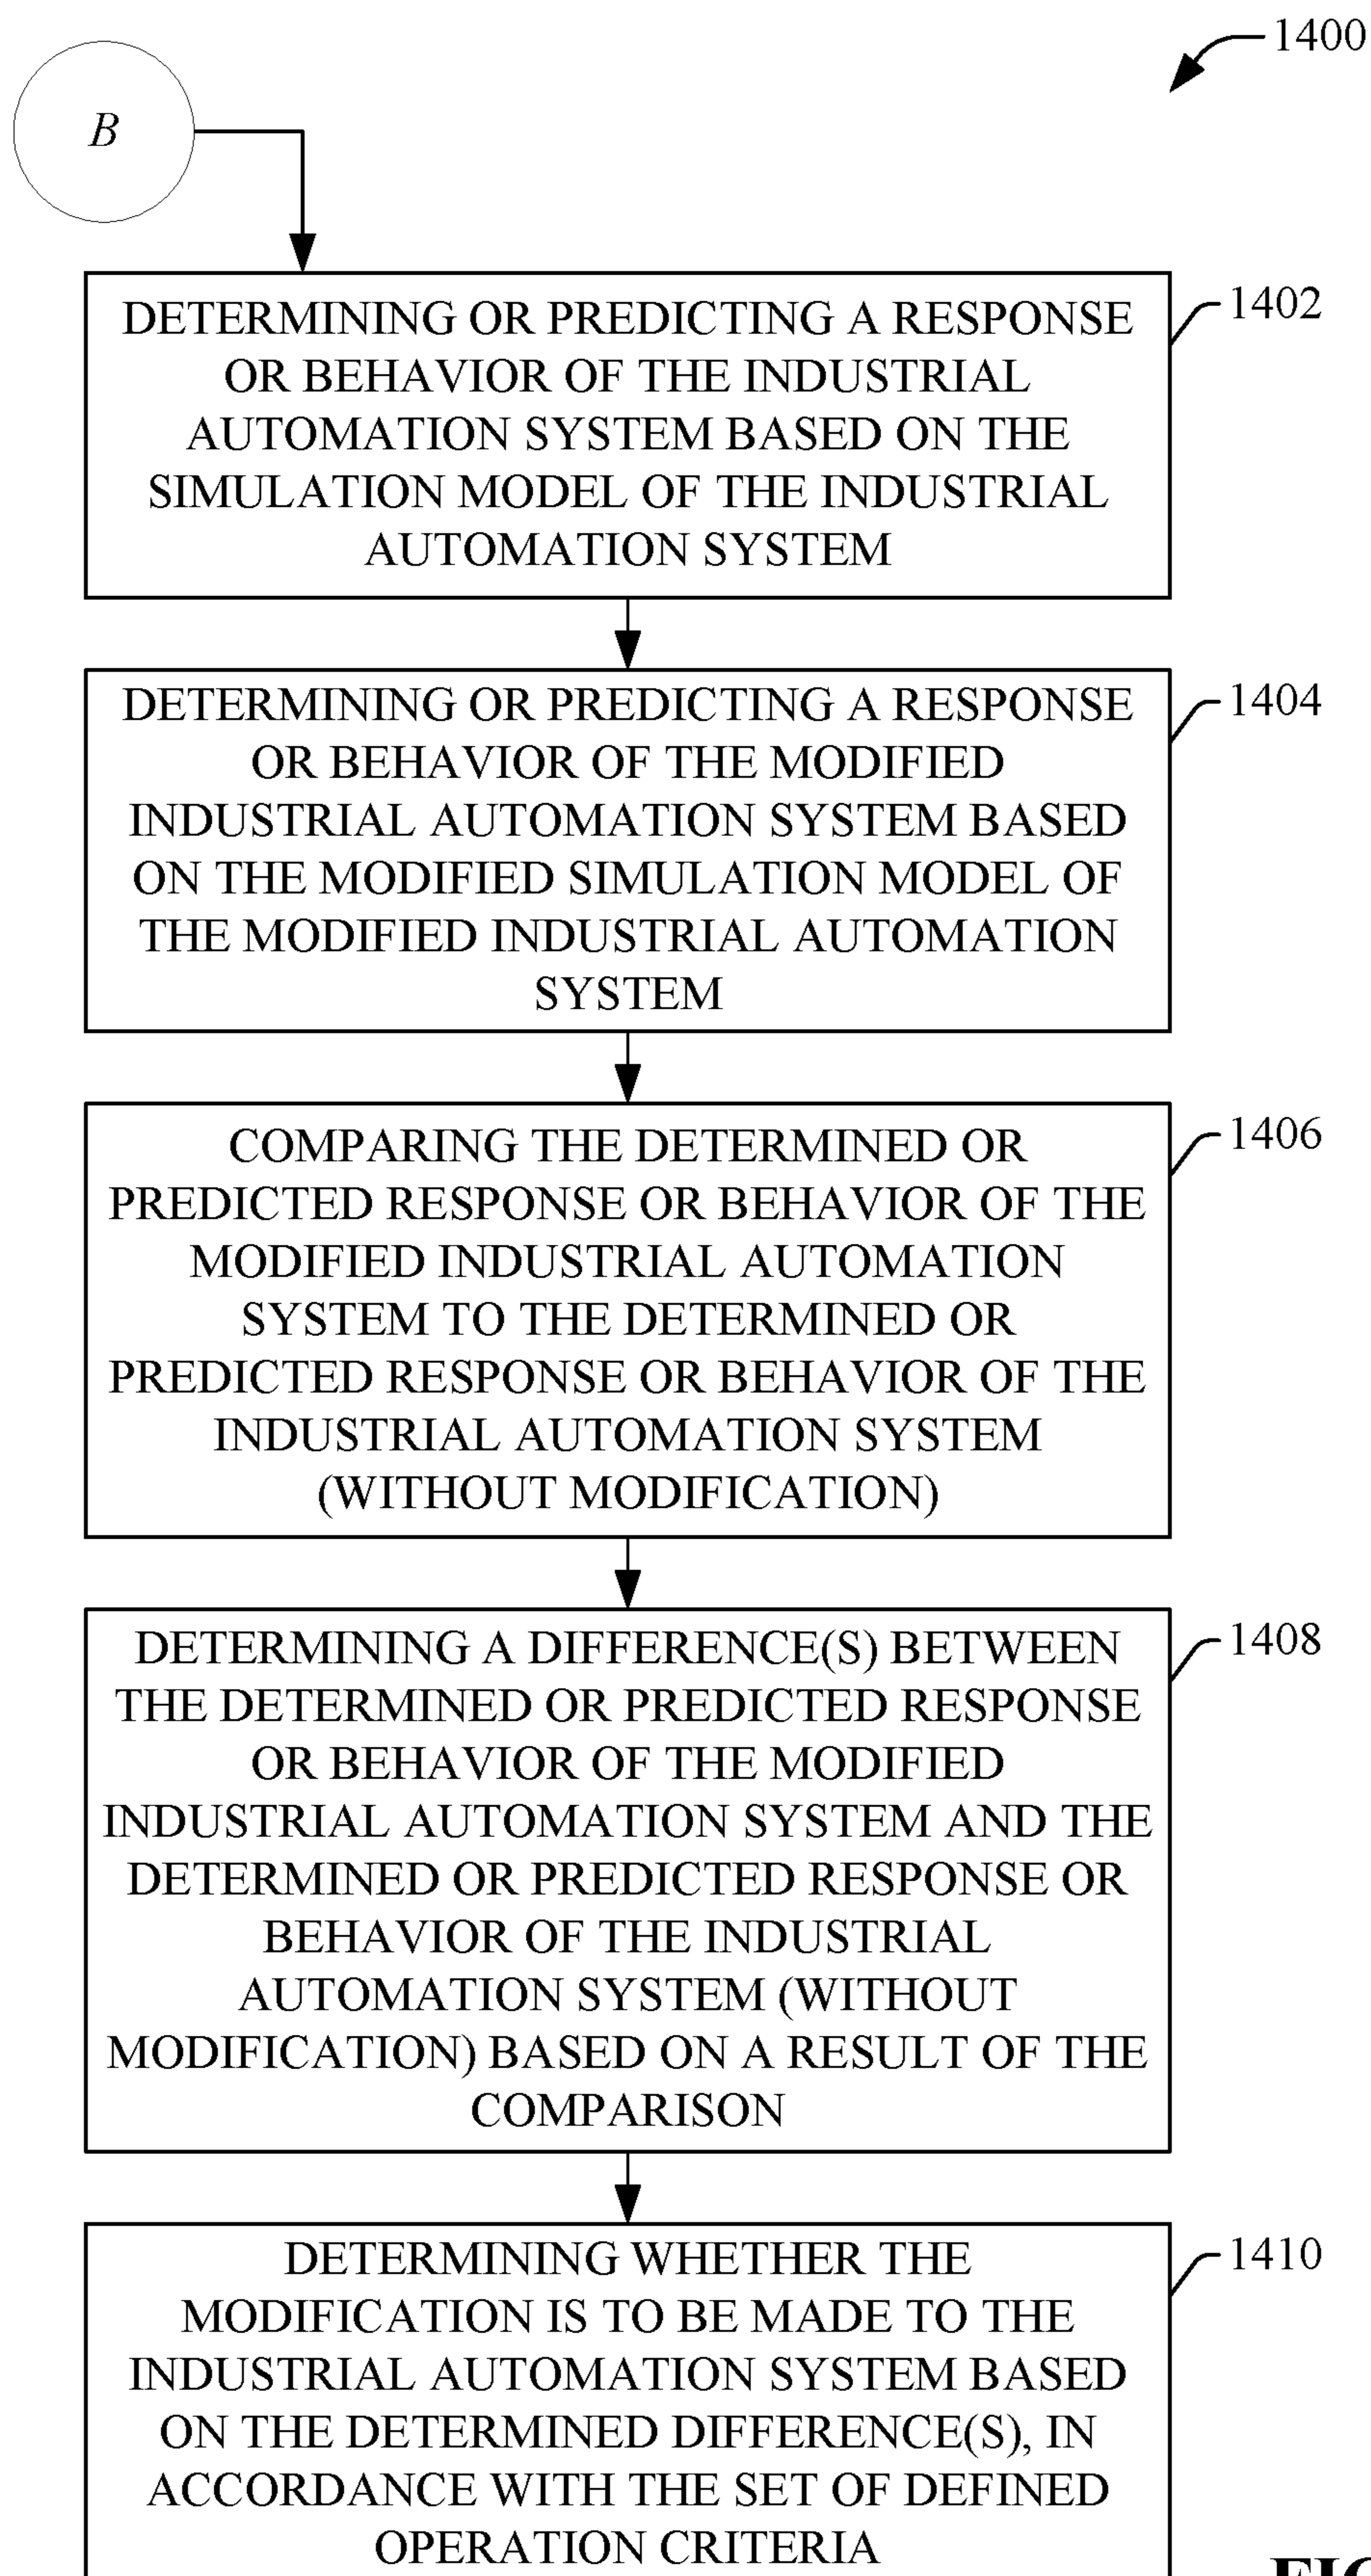 1400
B
DETERMINING OR PREDICTING A RESPONSE
OR BEHAVIOR OF THE INDUSTRIAL
AUTOMATION SYSTEM BASED ON THE
SIMULATION MODEL OF THE INDUSTRIAL
AUTOMATION SYSTEM
1402
DETERMINING OR PREDICTING A RESPONSE
OR BEHAVIOR OF THE MODIFIED
INDUSTRIAL AUTOMATION SYSTEM BASED
ON THE MODIFIED SIMULATION MODEL OF
THE MODIFIED INDUSTRIAL AUTOMATION
SYSTEM
1404
COMPARING THE DETERMINED OR
PREDICTED RESPONSE OR BEHAVIOR OF THE
MODIFIED INDUSTRIAL AUTOMATION
SYSTEM TO THE DETERMINED OR
PREDICTED RESPONSE OR BEHAVIOR OF THE
INDUSTRIAL AUTOMATION SYSTEM
(WITHOUT MODIFICATION)
1406
DETERMINING A DIFFERENCE(S) BETWEEN
THE DETERMINED OR PREDICTED RESPONSE
OR BEHAVIOR OF THE MODIFIED
INDUSTRIAL AUTOMATION SYSTEM AND THE
DETERMINED OR PREDICTED RESPONSE OR
BEHAVIOR OF THE INDUSTRIAL
AUTOMATION SYSTEM (WITHOUT
MODIFICATION) BASED ON A RESULT OF THE
COMPARISON
1408
DETERMINING WHETHER THE
MODIFICATION IS TO BE MADE TO THE
INDUSTRIAL AUTOMATION SYSTEM BASED
ON THE DETERMINED DIFFERENCE(S), IN
ACCORDANCE WITH THE SET OF DEFINED
OPERATION CRITERIA
1410